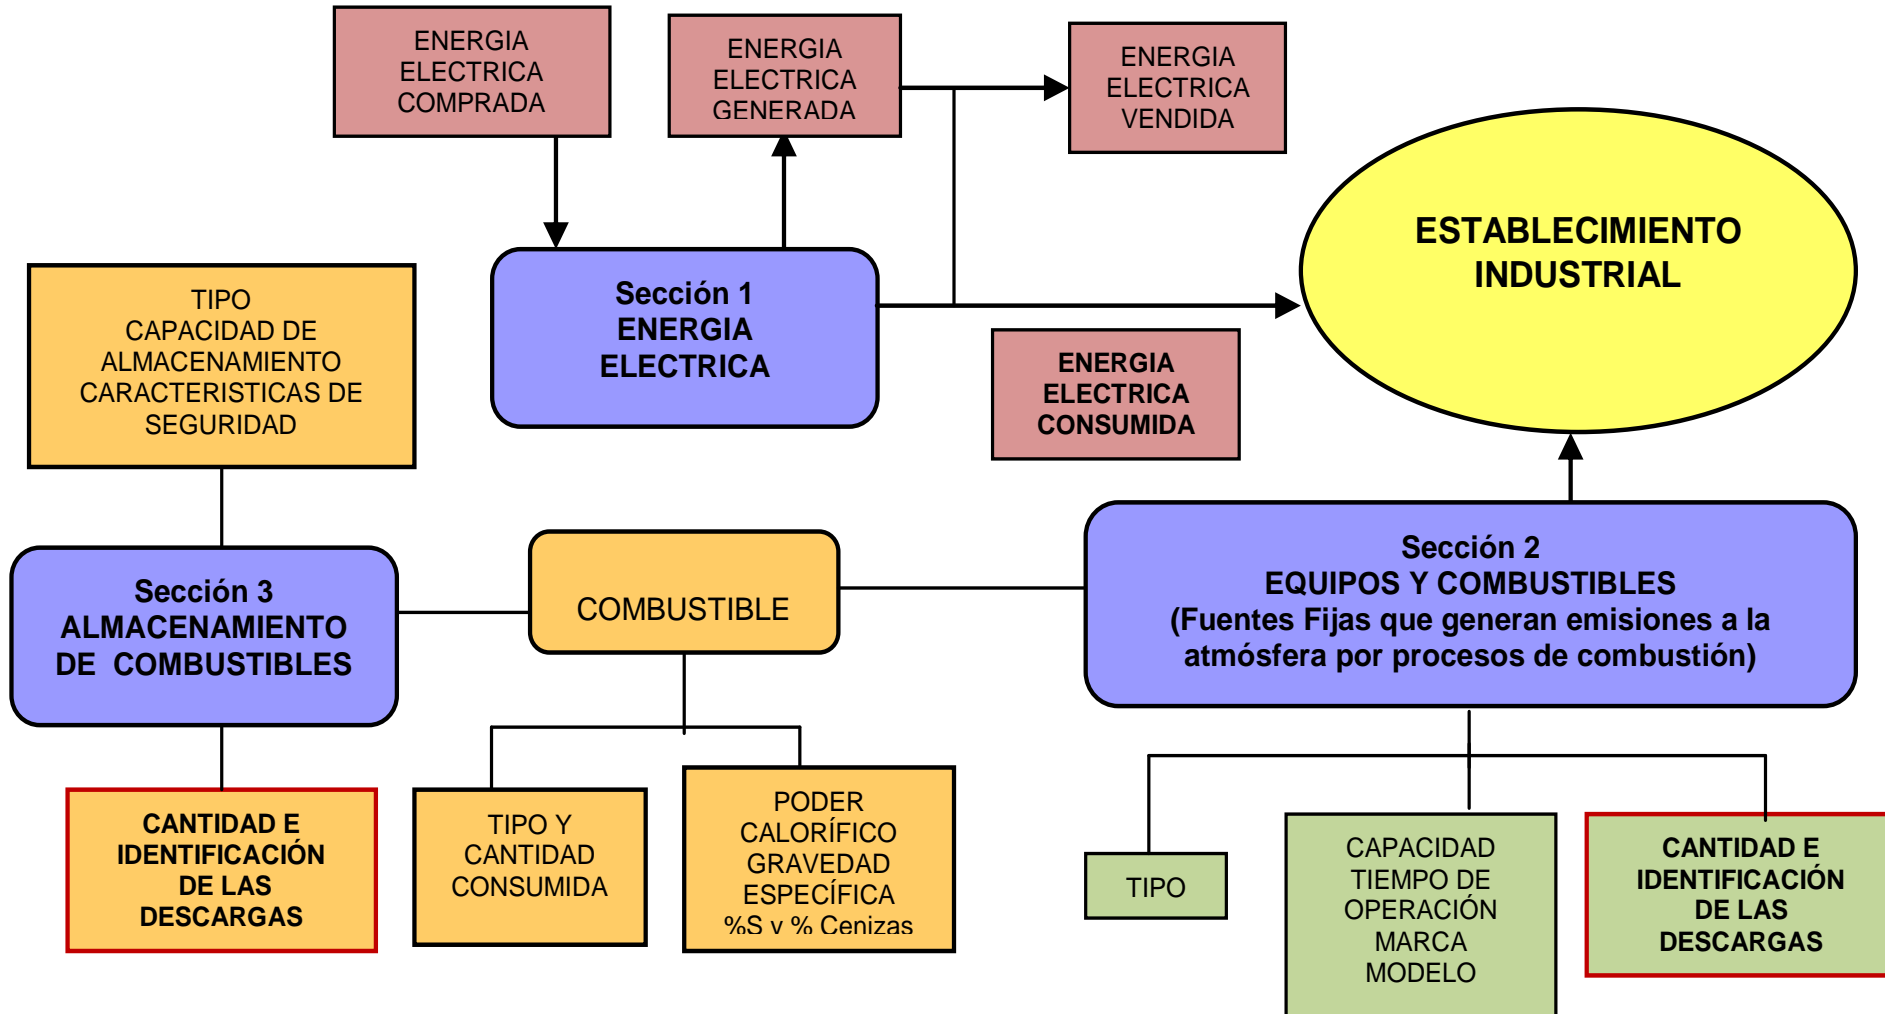 ENERGIA
ELECTRICA
COMPRADA
ENERGIA
ELECTRICA
GENERADA
ENERGIA
ELECTRICA
VENDIDA
ESTABLECIMIENTO
INDUSTRIAL
Sección 1
ENERGIA
ELECTRICA
TIPO
CAPACIDAD DE
ALMACENAMIENTO
CARACTERISTICAS DE
SEGURIDAD
ENERGIA
ELECTRICA
CONSUMIDA
Sección 3
ALMACENAMIENTO
DE COMBUSTIBLES
COMBUSTIBLE
Sección 2
EQUIPOS Y COMBUSTIBLES
(Fuentes Fijas que generan emisiones a la
atmósfera por procesos de combustión)
CANTIDAD E
IDENTIFICACIÓN
DE LAS
DESCARGAS
TIPO Y
CANTIDAD
CONSUMIDA
PODER
CALORÍFICO
GRAVEDAD
ESPECÍFICA
%S y % Cenizas
TIPO
CAPACIDAD
TIEMPO DE
OPERACIÓN
MARCA
MODELO
CANTIDAD E
IDENTIFICACIÓN
DE LAS
DESCARGAS